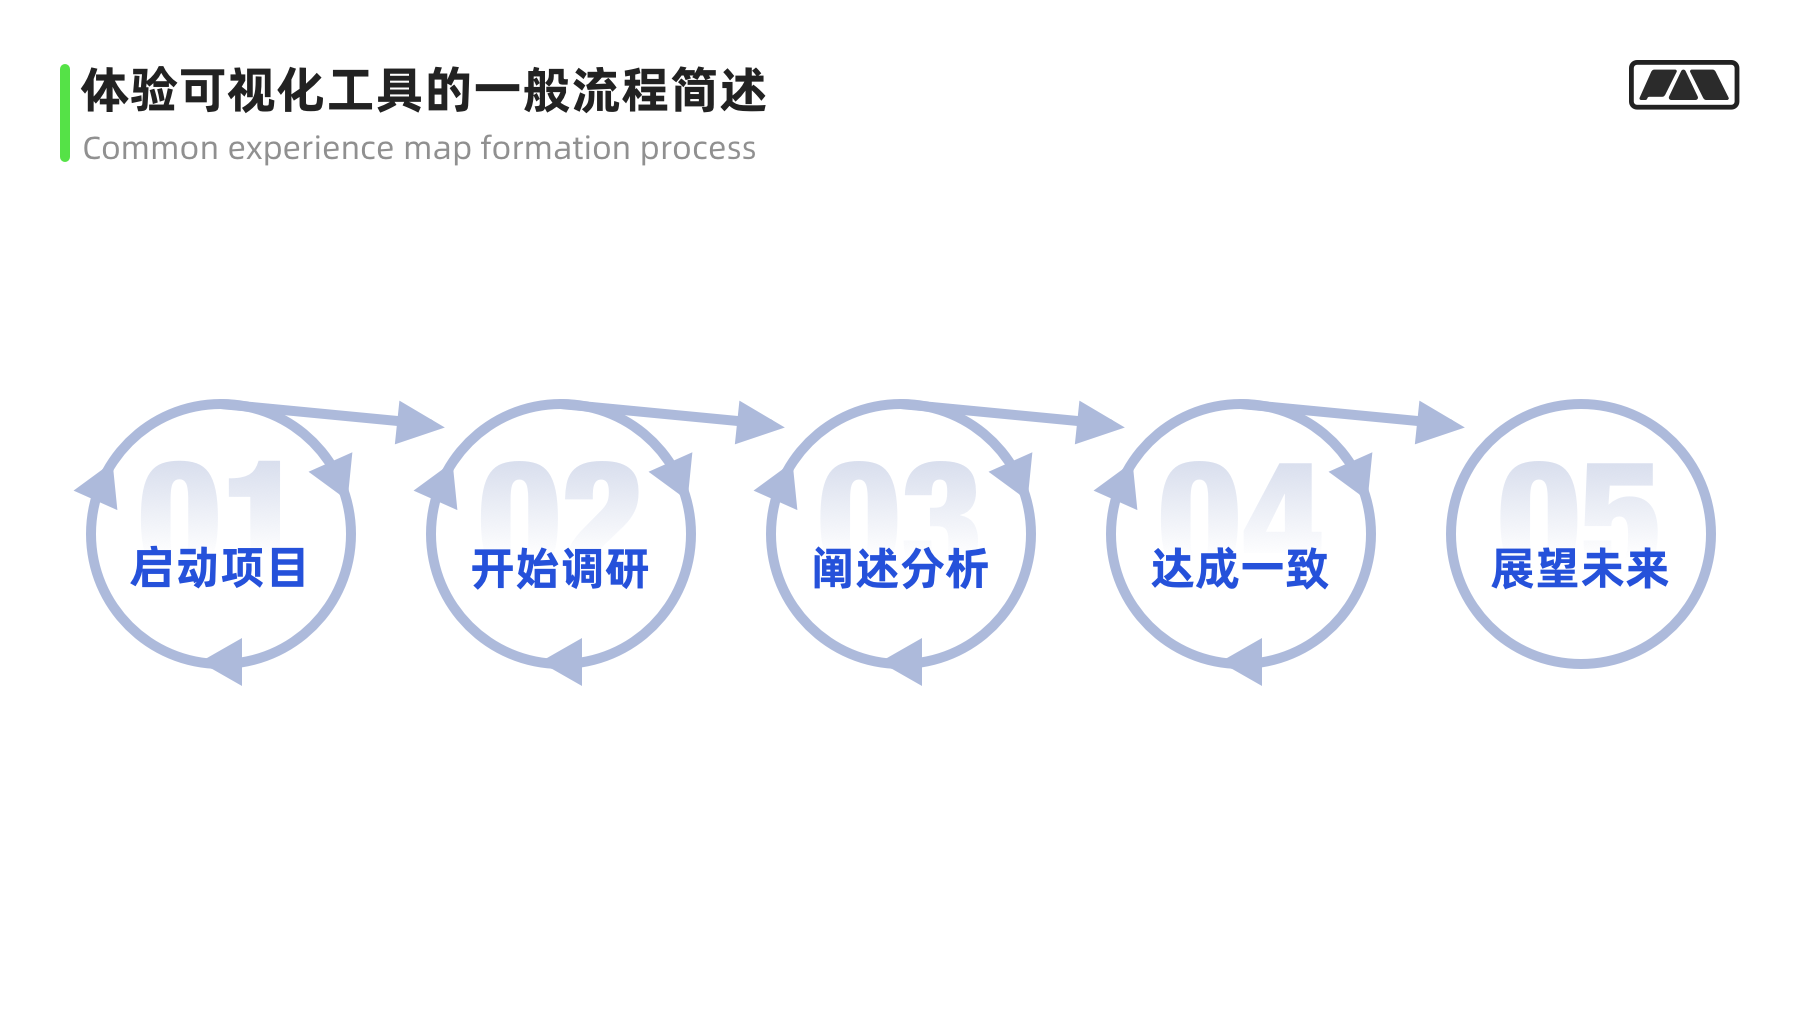 体验可视化工具的一般流程简述
Common experience map formation process
01
启动项目
02
开始调研
03
阐述分析
04
达成一致
05
展望未来